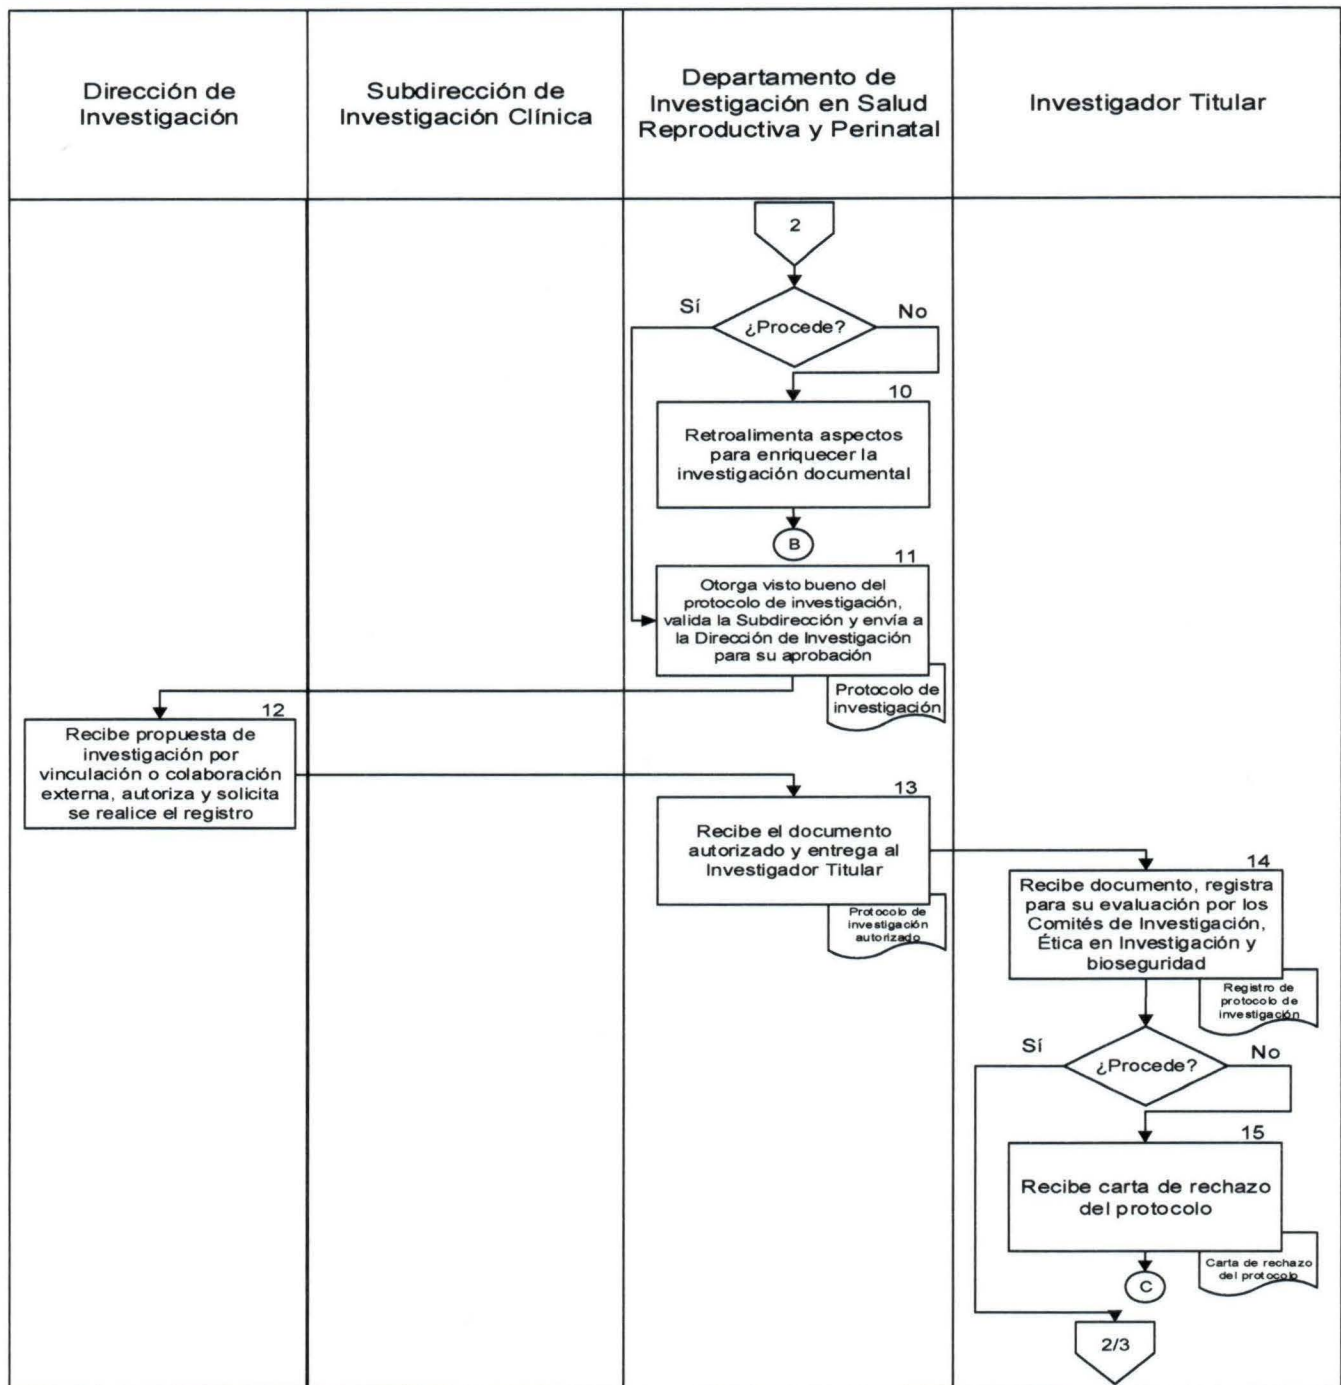 Dirección de
Investigación
Subdirección de
Investigación Clínica
Departamento de
Investigación en Salud
Reproductiva y Perinatal
Investigador Titular
2
Sí
¿Procede?
No
10
Retroalimenta aspectos
para enriquecer la
investigación documental
B
11
Otorga visto bueno del
protocolo de investigación,
valida la Subdirección y envía a
la Dirección de Investigación
para su aprobación
Protocolo de
investigación
12
Recibe propuesta de
investigación por
vinculación o colaboración
externa, autoriza y solicita
se realice el registro
13
Recibe el documento
autorizado y entrega al
Investigador Titular
Protocolo de
investigación
autorizado
14
Recibe documento, registra
para su evaluación por los
Comités de Investigación,
Ética en Investigación y
bioseguridad
Registro de
protocolo de
investigación
Sí
¿Procede?
No
15
Recibe carta de rechazo
del protocolo
Carta de rechazo
del protocolo
C
2/3